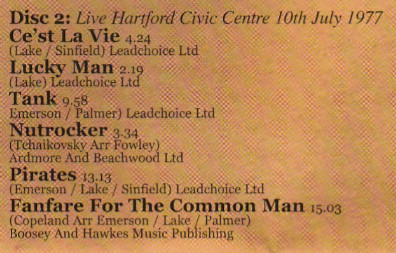 Disc 2: Live Hartford Civic Centre 10th July 1977
Ce'st La Vie 4.24
(Lake / Sinfield) Leadchoice Ltd
Lucky Man 2.19
(Lake) Leadchoice Ltd
Tank 9.58
Emerson / Palmer) Leadchoice Ltd
Nutrocker 3.34
(Tchaikovsky Arr Fowley)
Ardmore And Beachwood Ltd
Pirates 13.13
(Emerson / Lake / Sinfield) Leadchoice Ltd
Fanfare For The Common Man 15.03
(Copeland Arr Emerson / Lake / Palmer)
Boosey And Hawkes Music Publishing